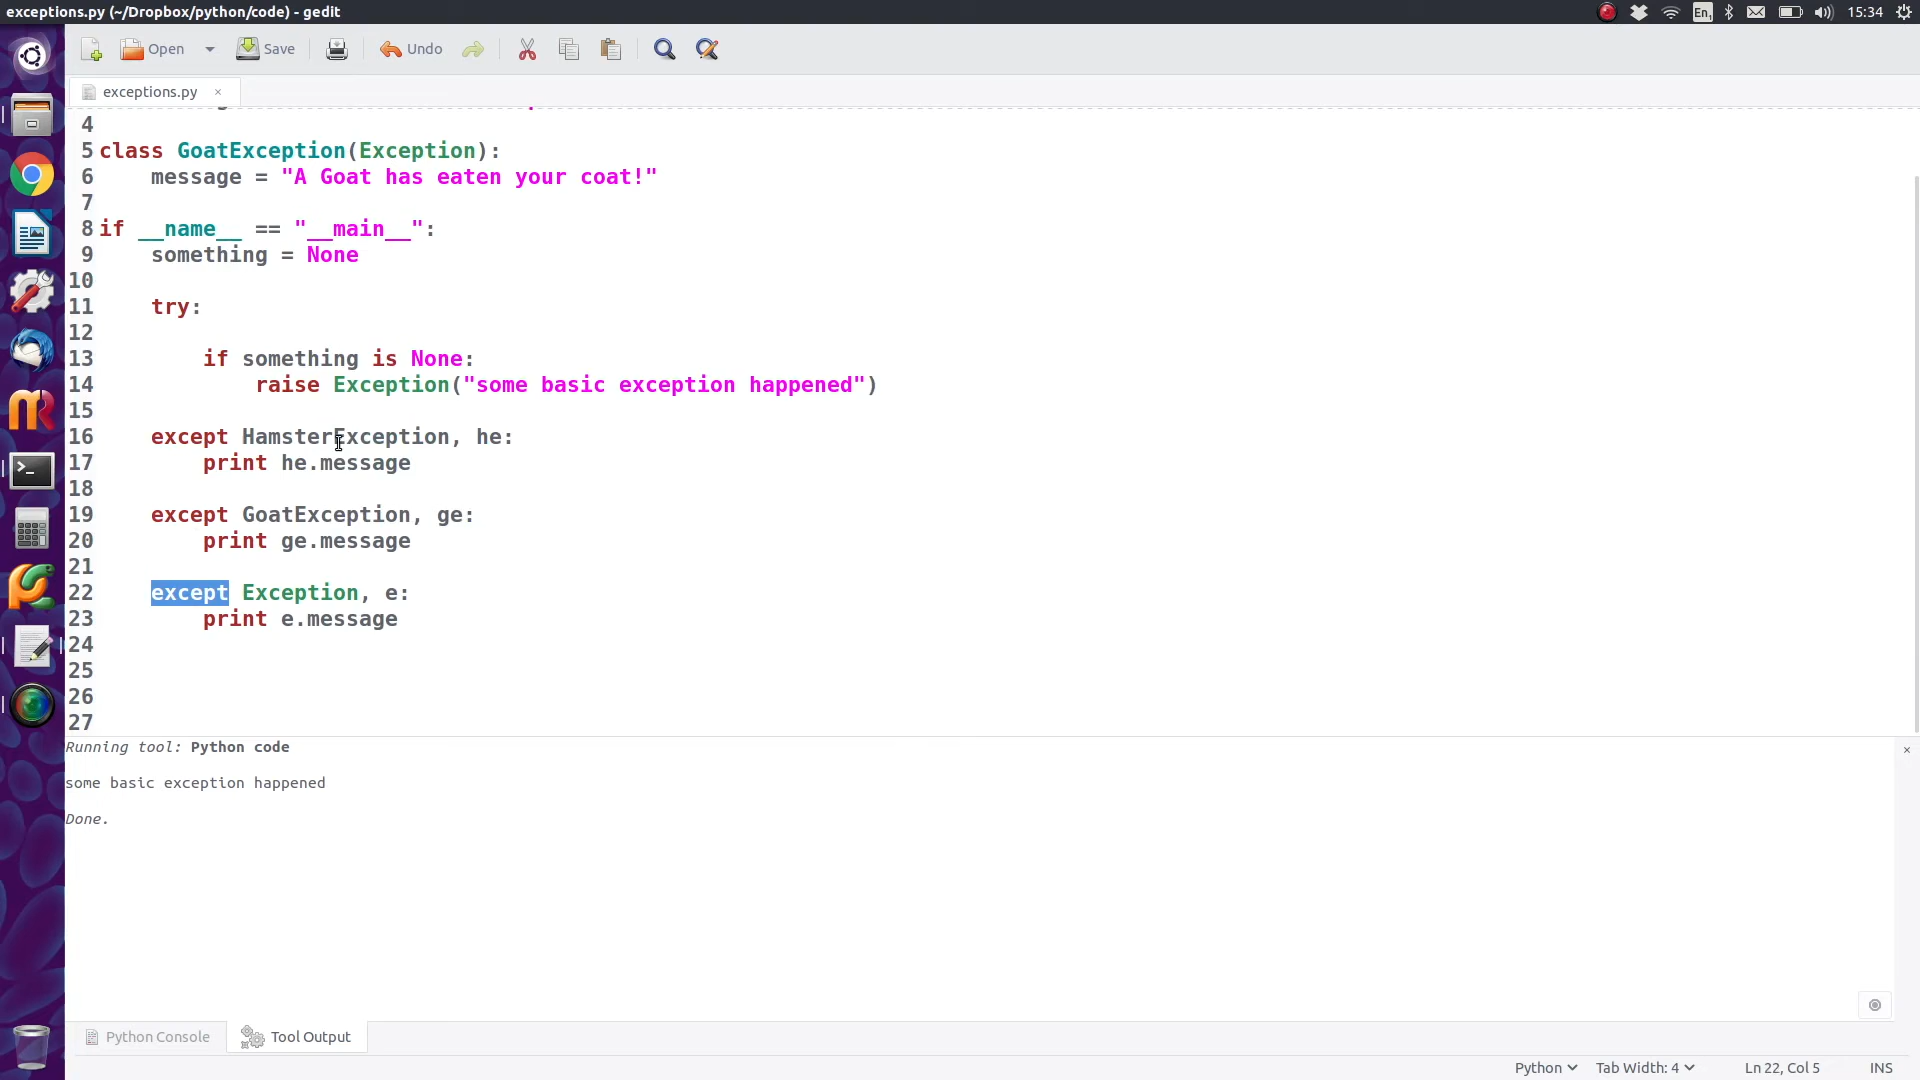 exceptions.py (~/Dropbox/python/code) - gedit
En1
15:34
Open
Save
Undo
exceptions.py ×
4
5 class GoatException(Exception):
6     message = "A Goat has eaten your coat!"
7
8 if __name__ == "__main__":
9     something = None
10
11     try:
12
13         if something is None:
14             raise Exception("some basic exception happened")
15
16     except HamsterException, he:
17         print he.message
18
19     except GoatException, ge:
20         print ge.message
21
22     except Exception, e:
23         print e.message
24
25
26
27
Running tool: Python code
some basic exception happened
Done.
Python Console
Tool Output
Python
Tab Width: 4
Ln 22, Col 5
INS